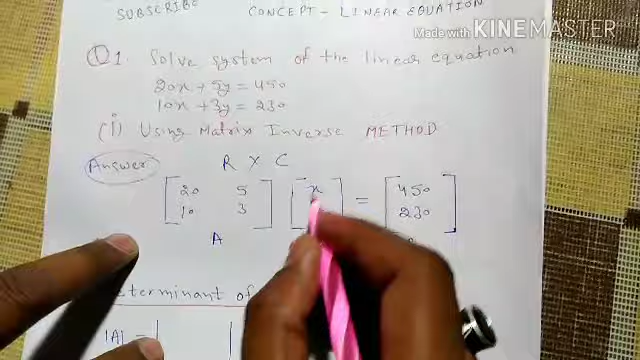 SUBSCRIBE CONCEPT - LINEAR EQUATION
Made with KINEMASTER
Q1. Solve system of the linear equation
20x + 5y = 450
10x + 3y = 230
(i) Using Matrix Inverse METHOD
Answer R X C
20 5 x = 450
10 3 230
A
eterminant of
|A| =